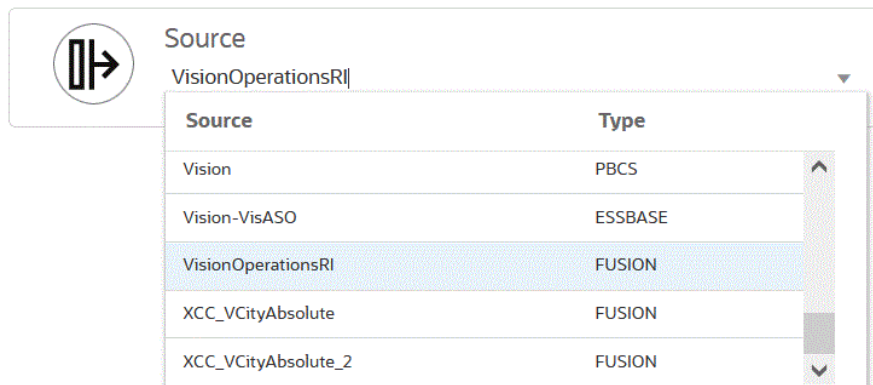 Source
VisionOperationsRI
Source Type
Vision PBCS
Vision-VisASO ESSBASE
VisionOperationsRI FUSION
XCC_VCityAbsolute FUSION
XCC_VCityAbsolute_2 FUSION